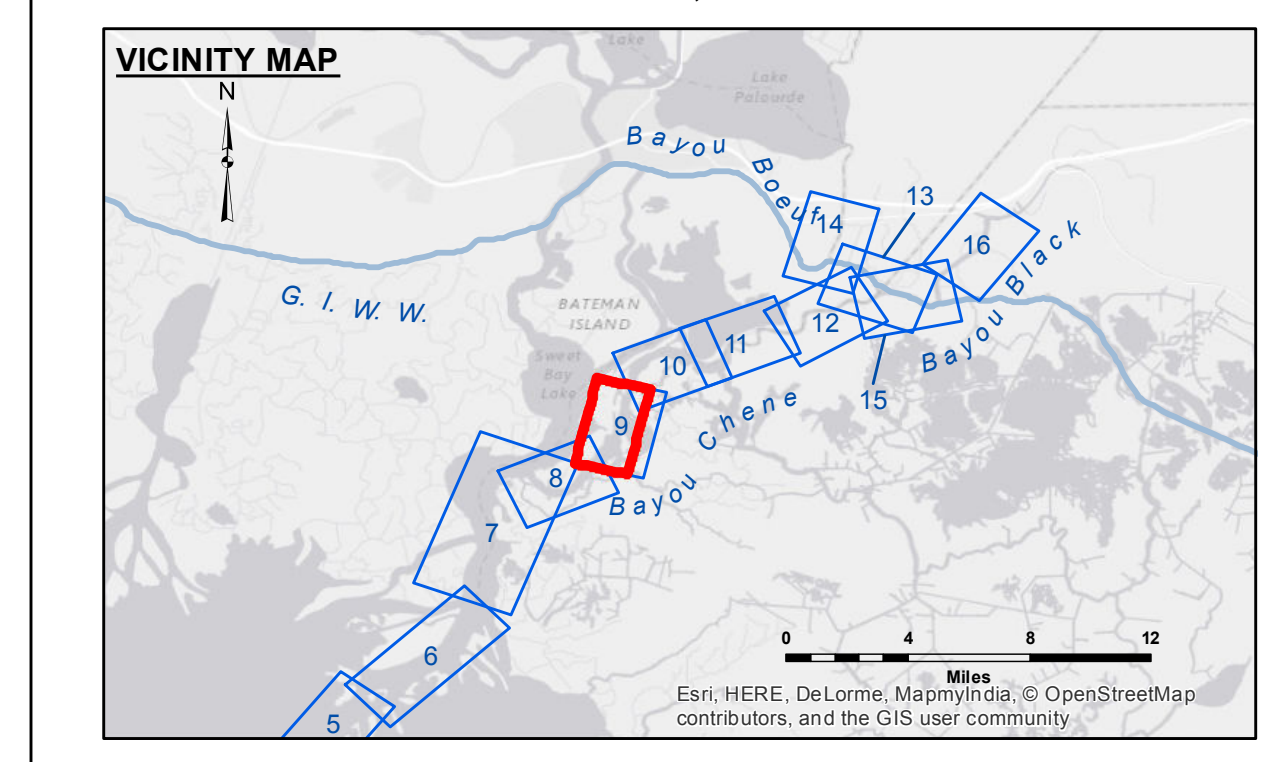 VICINITY MAP
N
Lake
Lake
Palourde
Bayou
Boeuf
13
14
16
G. I. W. W.
BATEMAN
ISLAND
Bayou Black
12
11
10
15
Sweet
Bay
Lake
9
Bayou Chene
8
7
6
5
0 4 8 12
Miles
Esri, HERE, DeLorme, MapmyIndia, © OpenStreetMap
contributors, and the GIS user community